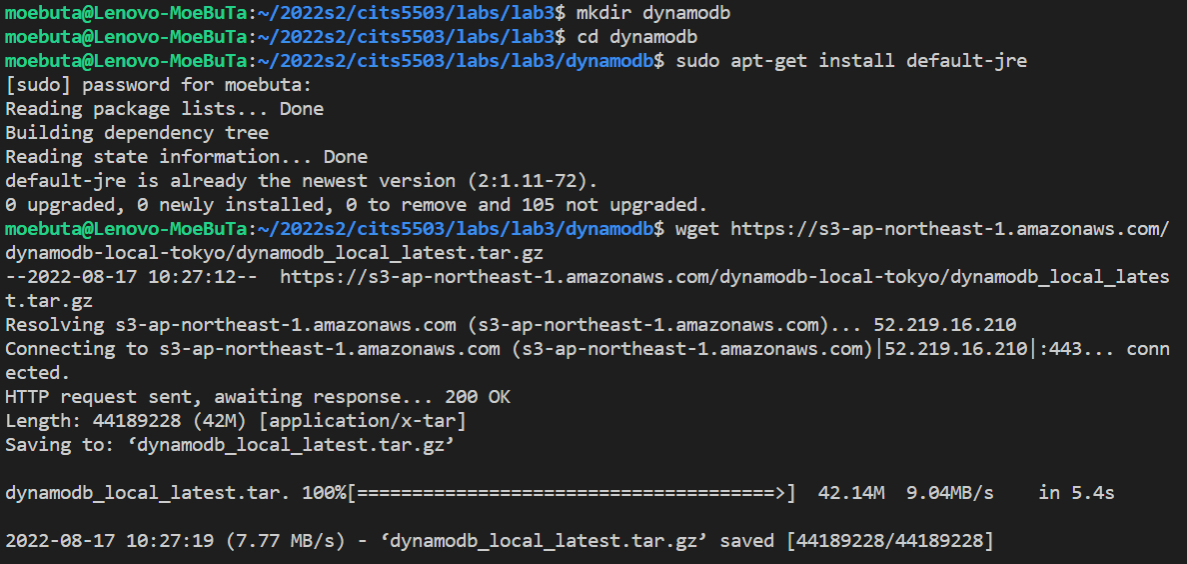 moebuta@Lenovo-MoeBuTa:~/2022s2/cits5503/labs/lab3$ mkdir dynamodb
moebuta@Lenovo-MoeBuTa:~/2022s2/cits5503/labs/lab3$ cd dynamodb
moebuta@Lenovo-MoeBuTa:~/2022s2/cits5503/labs/lab3/dynamodb$ sudo apt-get install default-jre
[sudo] password for moebuta:
Reading package lists... Done
Building dependency tree
Reading state information... Done
default-jre is already the newest version (2:1.11-72).
0 upgraded, 0 newly installed, 0 to remove and 105 not upgraded.
moebuta@Lenovo-MoeBuTa:~/2022s2/cits5503/labs/lab3/dynamodb$ wget https://s3-ap-northeast-1.amazonaws.com/
dynamodb-local-tokyo/dynamodb_local_latest.tar.gz
--2022-08-17 10:27:12--  https://s3-ap-northeast-1.amazonaws.com/dynamodb-local-tokyo/dynamodb_local_lates
t.tar.gz
Resolving s3-ap-northeast-1.amazonaws.com (s3-ap-northeast-1.amazonaws.com)... 52.219.16.210
Connecting to s3-ap-northeast-1.amazonaws.com (s3-ap-northeast-1.amazonaws.com)|52.219.16.210|:443... conn
ected.
HTTP request sent, awaiting response... 200 OK
Length: 44189228 (42M) [application/x-tar]
Saving to: ‘dynamodb_local_latest.tar.gz’
dynamodb_local_latest.tar. 100%[======================================>]  42.14M  9.04MB/s    in 5.4s
2022-08-17 10:27:19 (7.77 MB/s) - ‘dynamodb_local_latest.tar.gz’ saved [44189228/44189228]